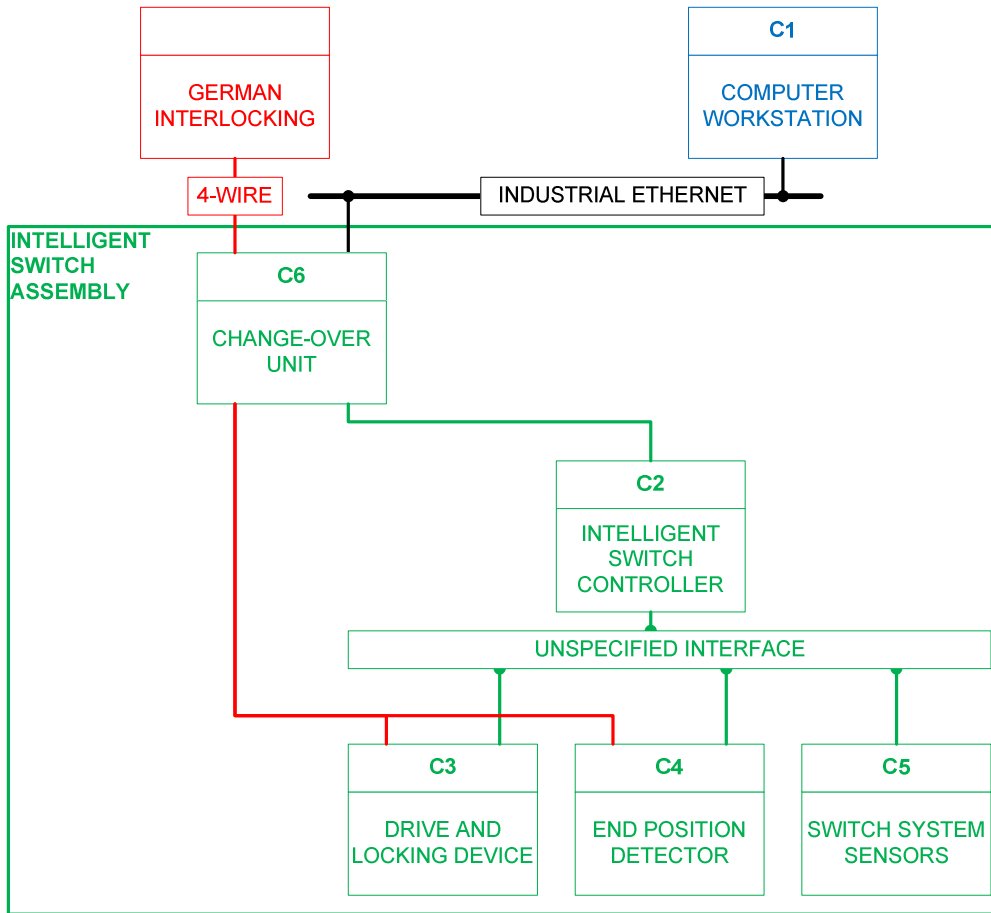 C1
GERMAN
INTERLOCKING
COMPUTER
WORKSTATION
4-WIRE
INDUSTRIAL ETHERNET
INTELLIGENT
SWITCH
ASSEMBLY
C6
CHANGE-OVER
UNIT
C2
INTELLIGENT
SWITCH
CONTROLLER
UNSPECIFIED INTERFACE
C3
DRIVE AND
LOCKING DEVICE
C4
END POSITION
DETECTOR
C5
SWITCH SYSTEM
SENSORS